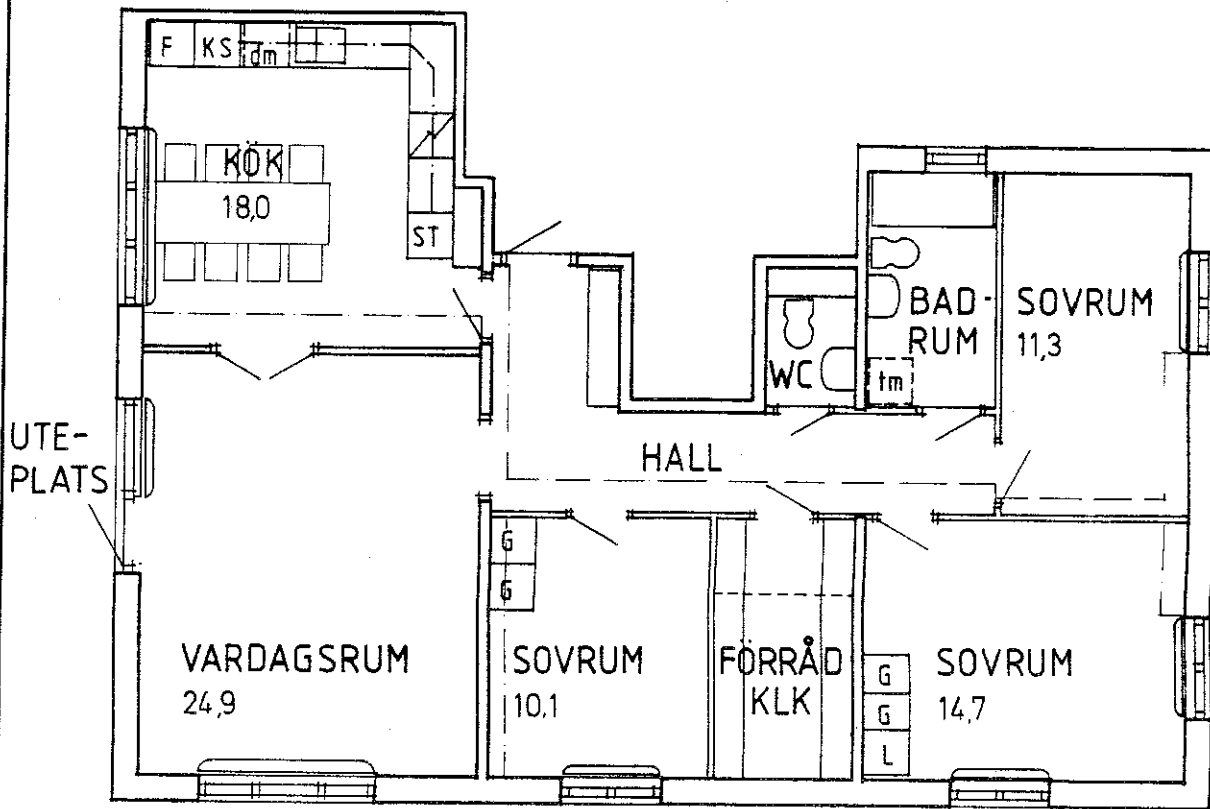 F KS dm
KÖK
18,0
ST
BAD-
RUM
SOVRUM
11,3
WC
tm
UTE-
PLATS
HALL
VARDAGSRUM
24,9
G
G
SOVRUM
10,1
FÖRRÅD
KLK
G
G
L
SOVRUM
14,7